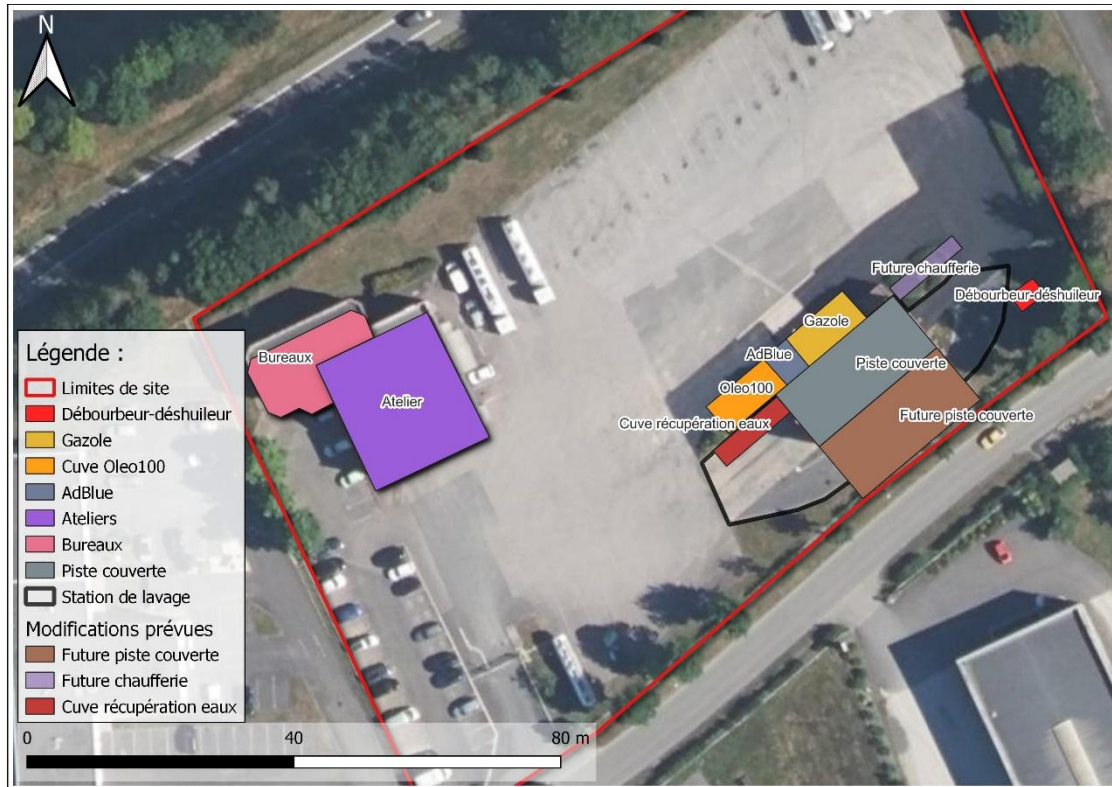 N
Future chaufferie
Débourbeur-déshuileur
Gazole
AdBlue
Piste couverte
Bureaux
Oleo100
Atelier
Cuve récupération eaux
Future piste couverte
Légende :
Limites de site
Débourbeur-déshuileur
Gazole
Cuve Oleo100
AdBlue
Ateliers
Bureaux
Piste couverte
Station de lavage
Modifications prévues
Future piste couverte
Future chaufferie
Cuve récupération eaux
0 40 80 m